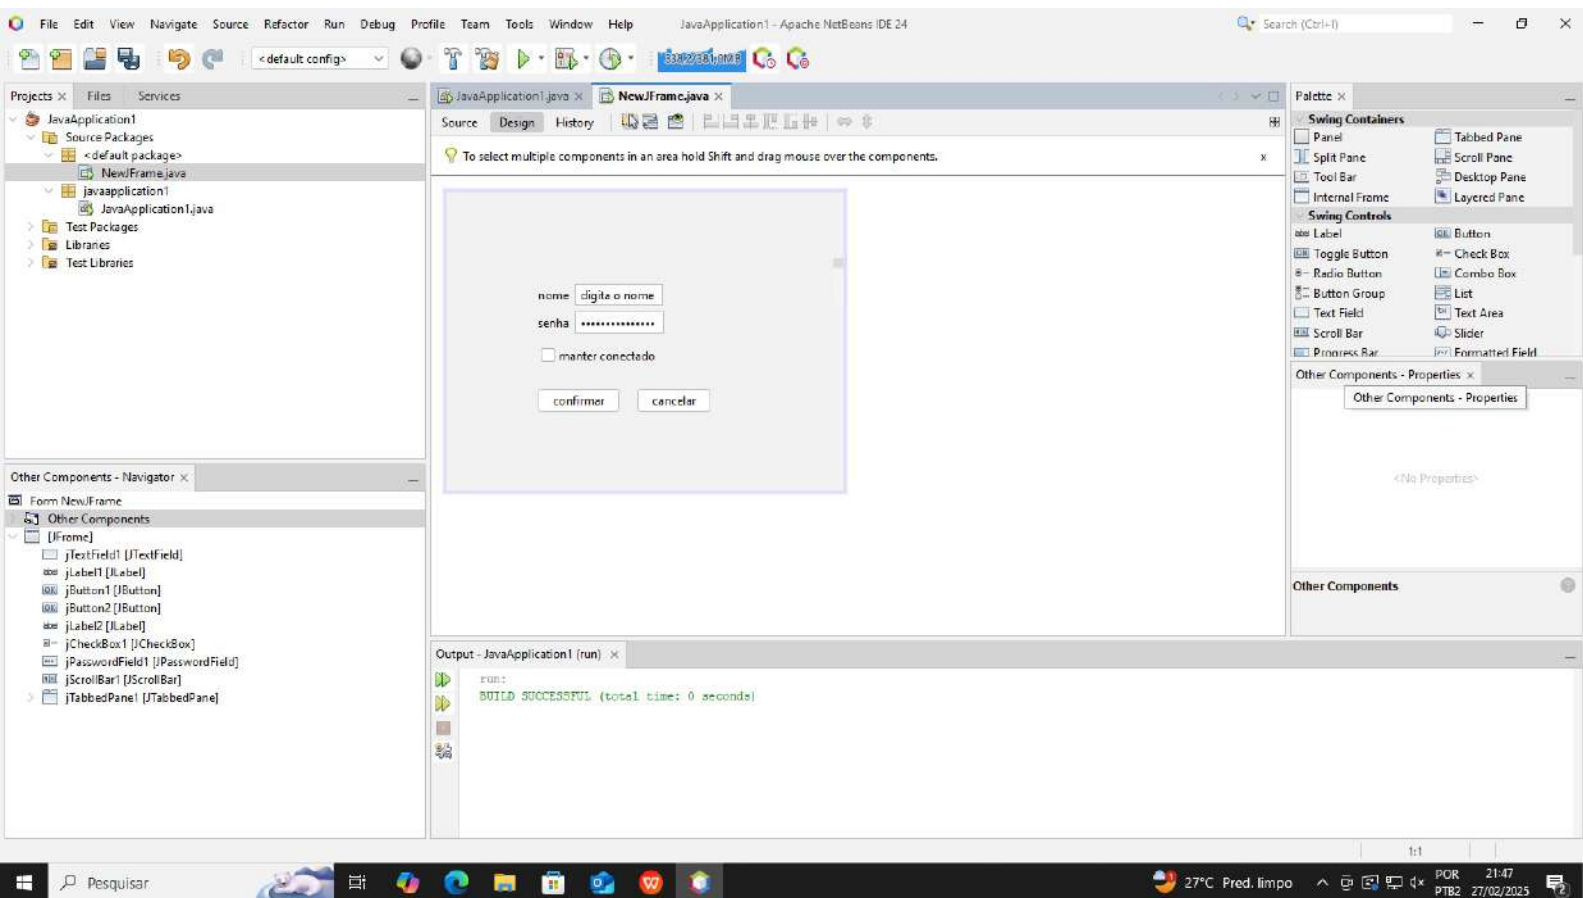 File Edit View Navigate Source Refactor Run Debug Profile Team Tools Window Help JavaApplication1 - Apache NetBeans IDE 24 Search (Ctrl+I)
<default config>
Projects Files Services
JavaApplication1
Source Packages
<default package>
NewJFrame.java
javaapplication1
JavaApplication1.java
Test Packages
Libraries
Test Libraries
Other Components - Navigator
Form NewJFrame
Other Components
[JFrame]
jTextField1 [JTextField]
jLabel1 [JLabel]
jButton1 [JButton]
jButton2 [JButton]
jLabel2 [JLabel]
jCheckBox1 [JCheckBox]
jPasswordField1 [JPasswordField]
jScrollBar1 [JScrollBar]
jTabbedPane1 [JTabbedPane]
JavaApplication1.java NewJFrame.java
Source Design History
To select multiple components in an area hold Shift and drag mouse over the components. x
nome digita o nome
senha •••••••••••••••
manter conectado
confirmar cancelar
Output - JavaApplication1 (run)
run:
BUILD SUCCESSFUL (total time: 0 seconds)
Palette
Swing Containers
Panel Tabbed Pane
Split Pane Scroll Pane
Tool Bar Desktop Pane
Internal Frame Layered Pane
Swing Controls
Label Button
Toggle Button Check Box
Radio Button Combo Box
Button Group List
Text Field Text Area
Scroll Bar Slider
Progress Bar Formatted Field
Other Components - Properties
Other Components - Properties
<No Properties>
Other Components
1:1
Pesquisar 27°C Pred. limpo POR 21:47
PTB2 27/02/2025 2